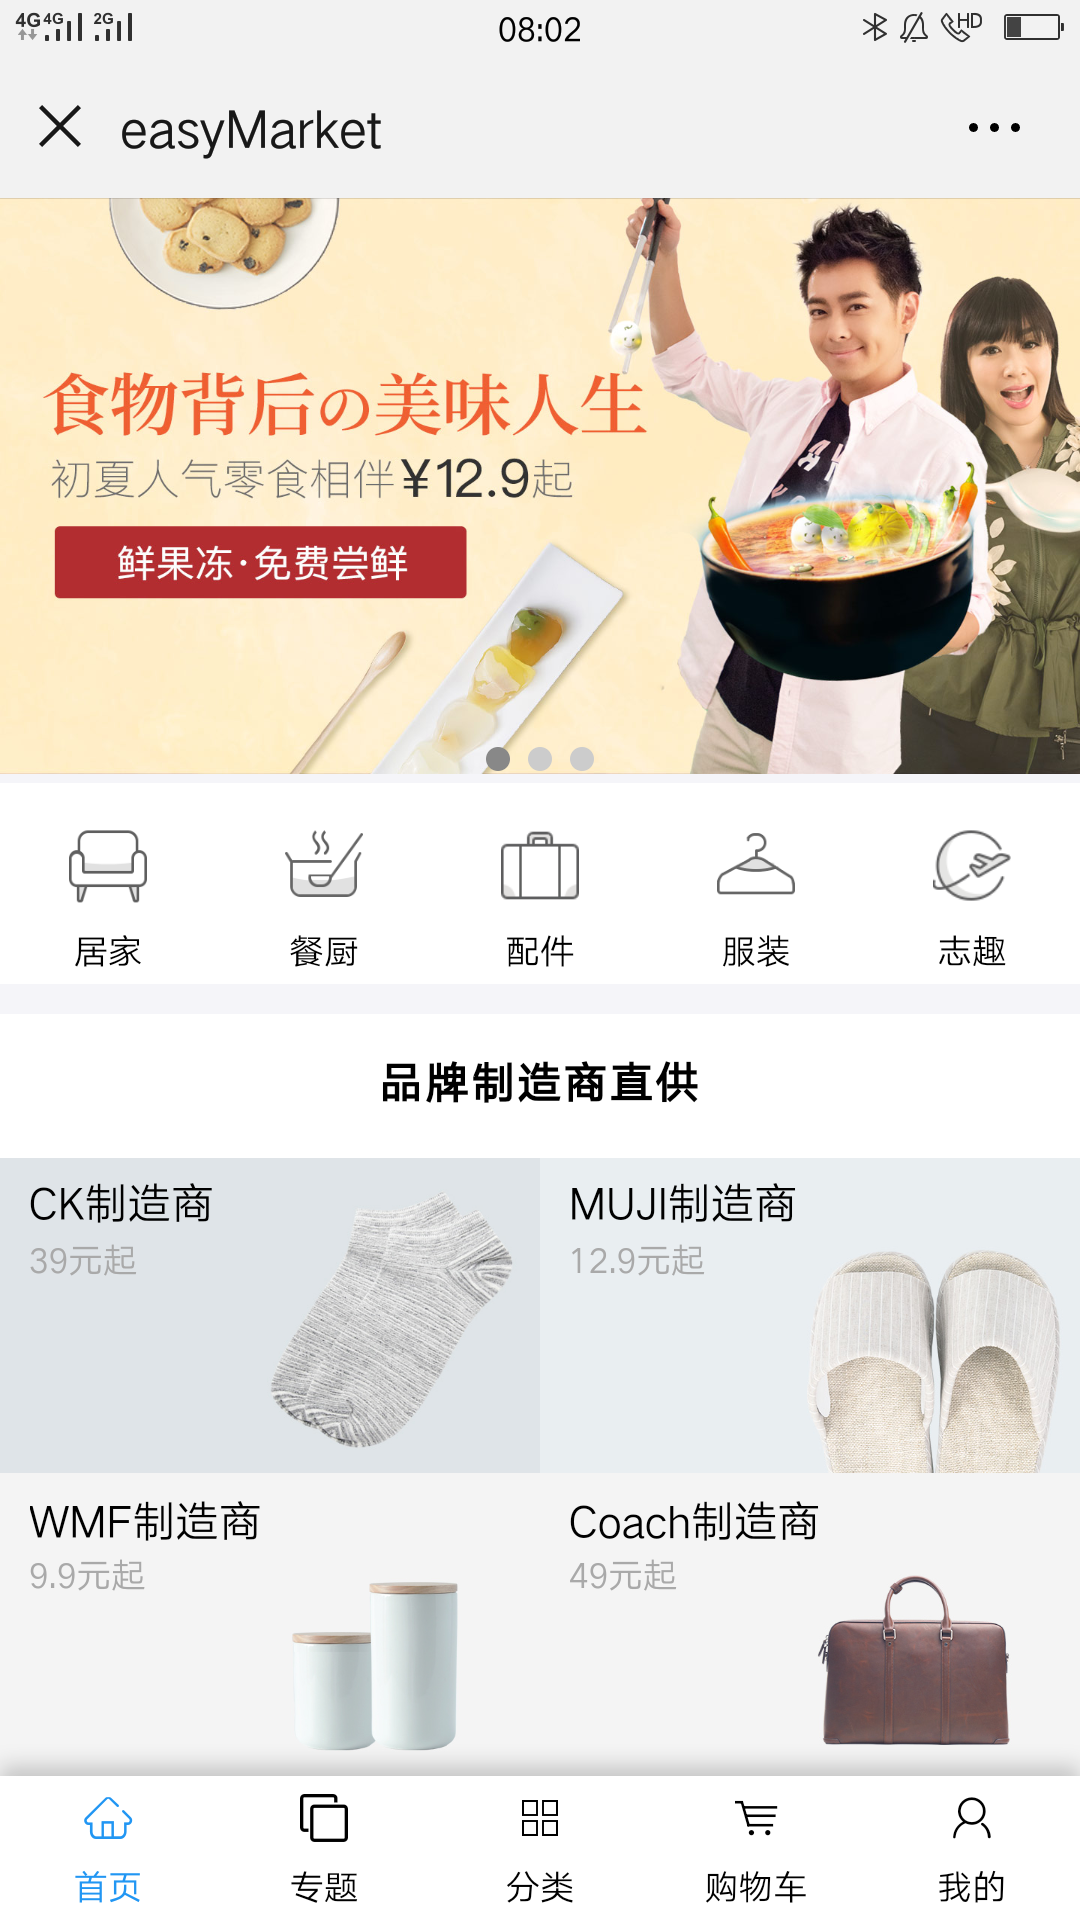 4G 4G 2G 08:02 HD
easyMarket
食物背后の美味人生
初夏人气零食相伴¥12.9起
鲜果冻·免费尝鲜
居家 餐厨 配件 服装 志趣
品牌制造商直供
CK制造商
39元起
MUJI制造商
12.9元起
WMF制造商
9.9元起
Coach制造商
49元起
首页 专题 分类 购物车 我的